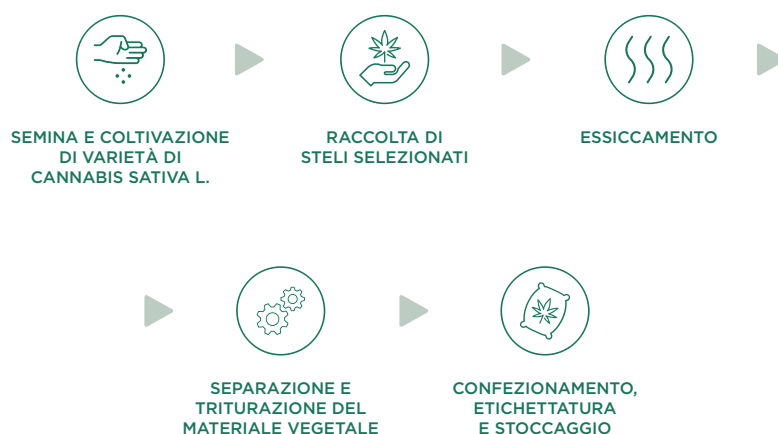 SEMINA E COLTIVAZIONE
DI VARIETÀ DI
CANNABIS SATIVA L.
RACCOLTA DI
STELI SELEZIONATI
ESSICCAMENTO
SEPARAZIONE E
TRITURAZIONE DEL
MATERIALE VEGETALE
CONFEZIONAMENTO,
ETICHETTATURA
E STOCCAGGIO